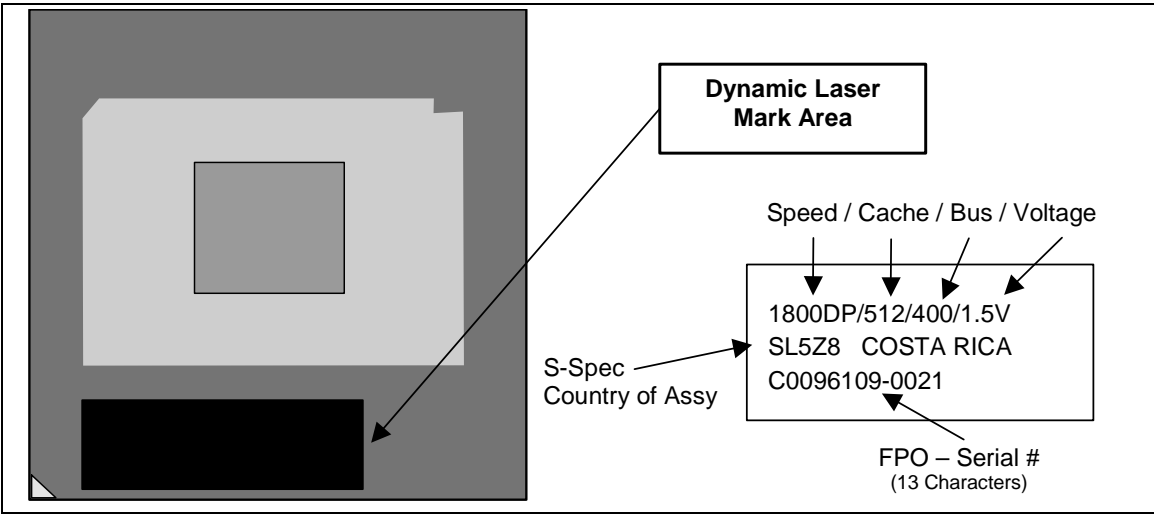 Dynamic Laser
Mark Area
Speed / Cache / Bus / Voltage
1800DP/512/400/1.5V
SL5Z8 COSTA RICA
C0096109-0021
S-Spec
Country of Assy
FPO – Serial #
(13 Characters)